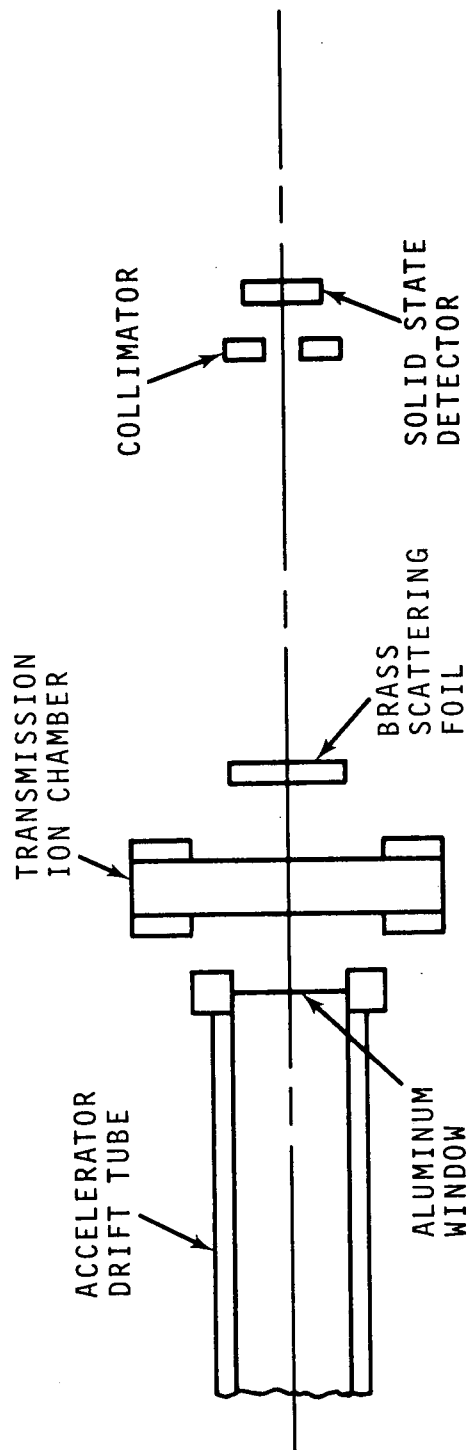 ACCELERATOR
DRIFT TUBE
TRANSMISSION
ION CHAMBER
COLLIMATOR
ALUMINUM
WINDOW
BRASS
SCATTERING
FOIL
SOLID STATE
DETECTOR